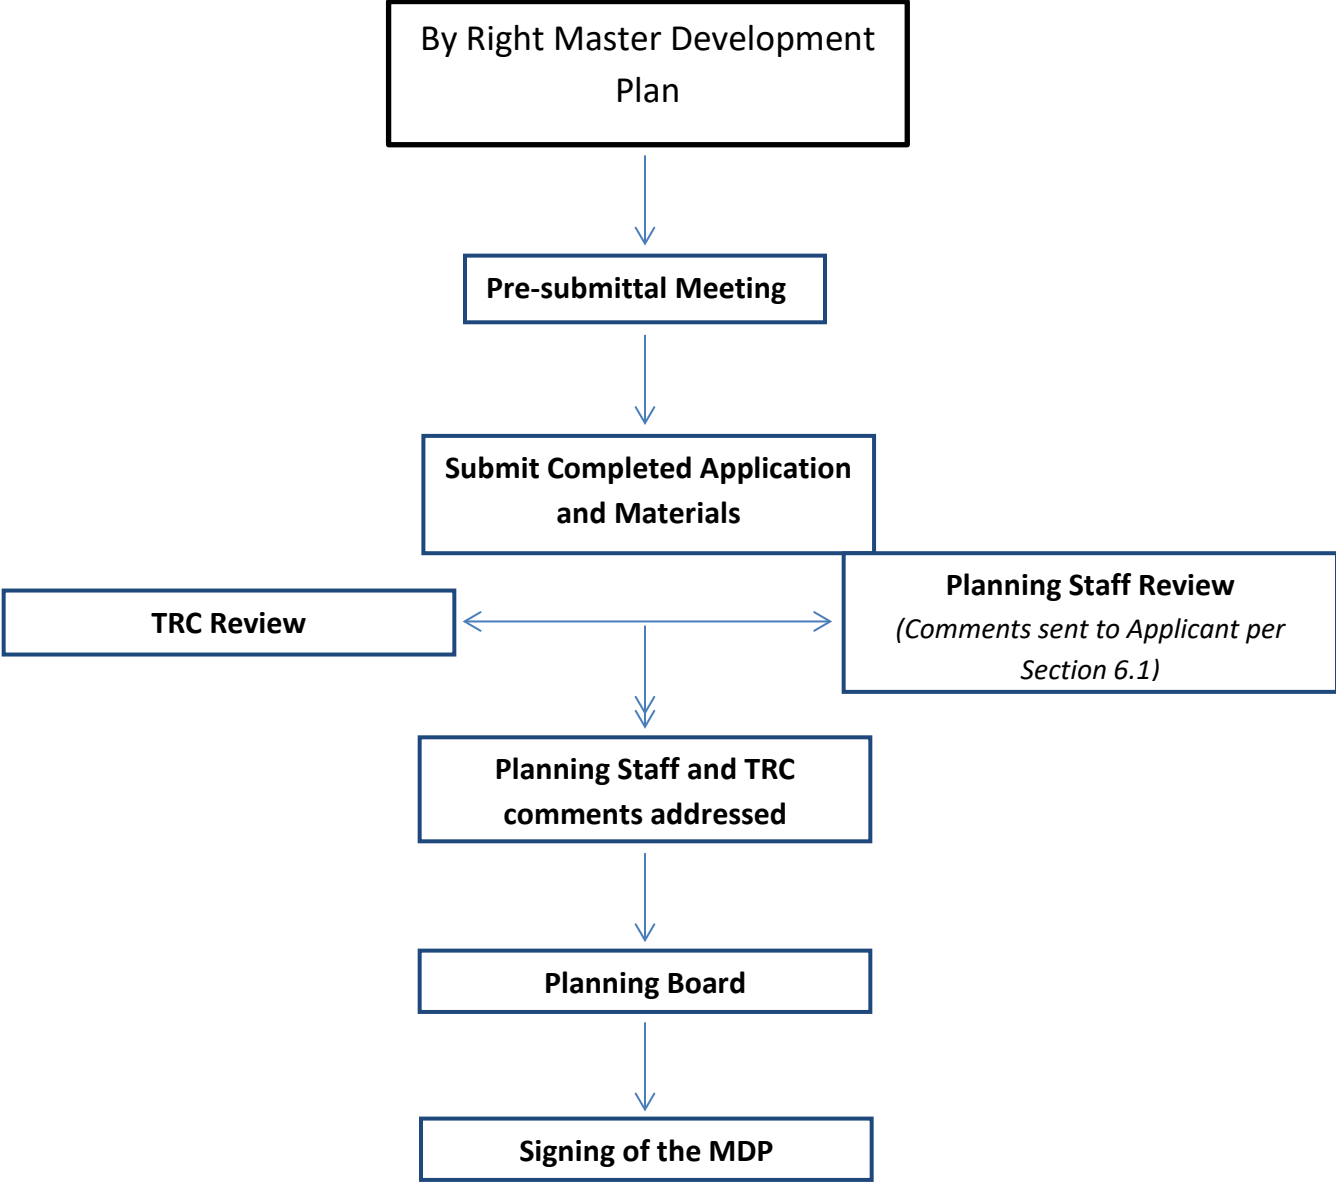 By Right Master Development
Plan
Pre-submittal Meeting
Submit Completed Application
and Materials
TRC Review
Planning Staff Review
(Comments sent to Applicant per
Section 6.1)
Planning Staff and TRC
comments addressed
Planning Board
Signing of the MDP